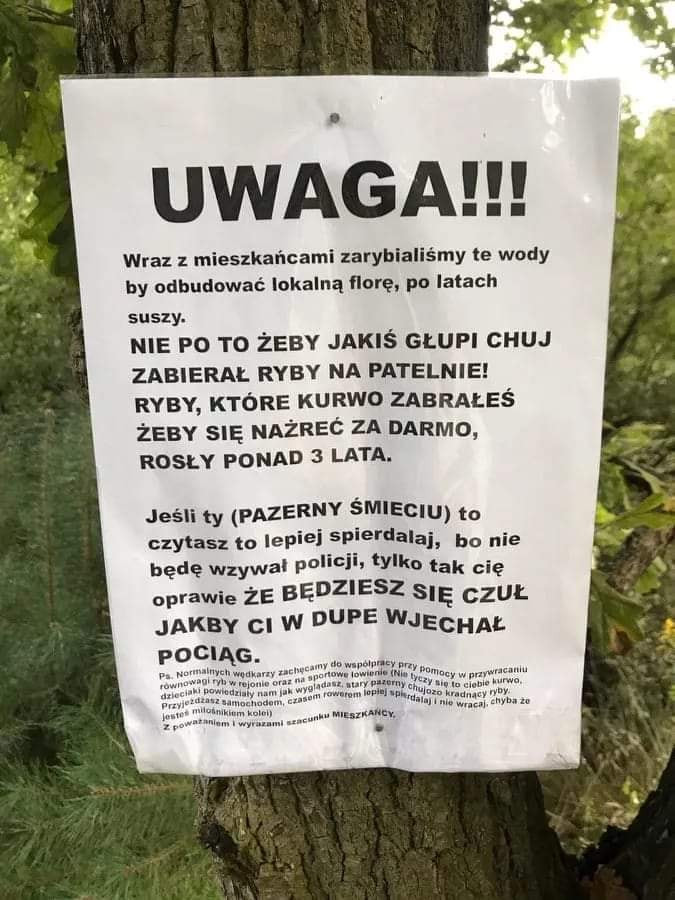 UWAGA!!!
Wraz z mieszkańcami zarybialiśmy te wody
by odbudować lokalną florę, po latach
suszy.
NIE PO TO ŻEBY JAKIŚ GŁUPI CHUJ
ZABIERAŁ RYBY NA PATELNIE!
RYBY, KTÓRE KURWO ZABRAŁEŚ
ŻEBY SIĘ NAŻREĆ ZA DARMO,
ROSŁY PONAD 3 LATA.
Jeśli ty (PAZERNY ŚMIECIU) to
czytasz to lepiej spierdalaj, bo nie
będę wzywał policji, tylko tak cię
oprawie ŻE BĘDZIESZ SIĘ CZUŁ
JAKBY CI W DUPE WJECHAŁ
POCIĄG.
Ps. Normalnych wędkarzy zachęcamy do współpracy przy pomocy w przywracaniu
równowagi ryb w rejonie oraz na sportowe łowienie (Nie tyczy sie to ciebie kurwo,
dzieciaki powiedziały nam jak wyglądasz, stary pazerny chujozo kradnący ryby.
Przyjeżdżasz samochodem, czasem rowerem lepiej spierdalaj i nie wracaj, chyba że
jesteś miłośnikiem kolei)
Z poważaniem i wyrazami szacunku MIESZKAŃCY.